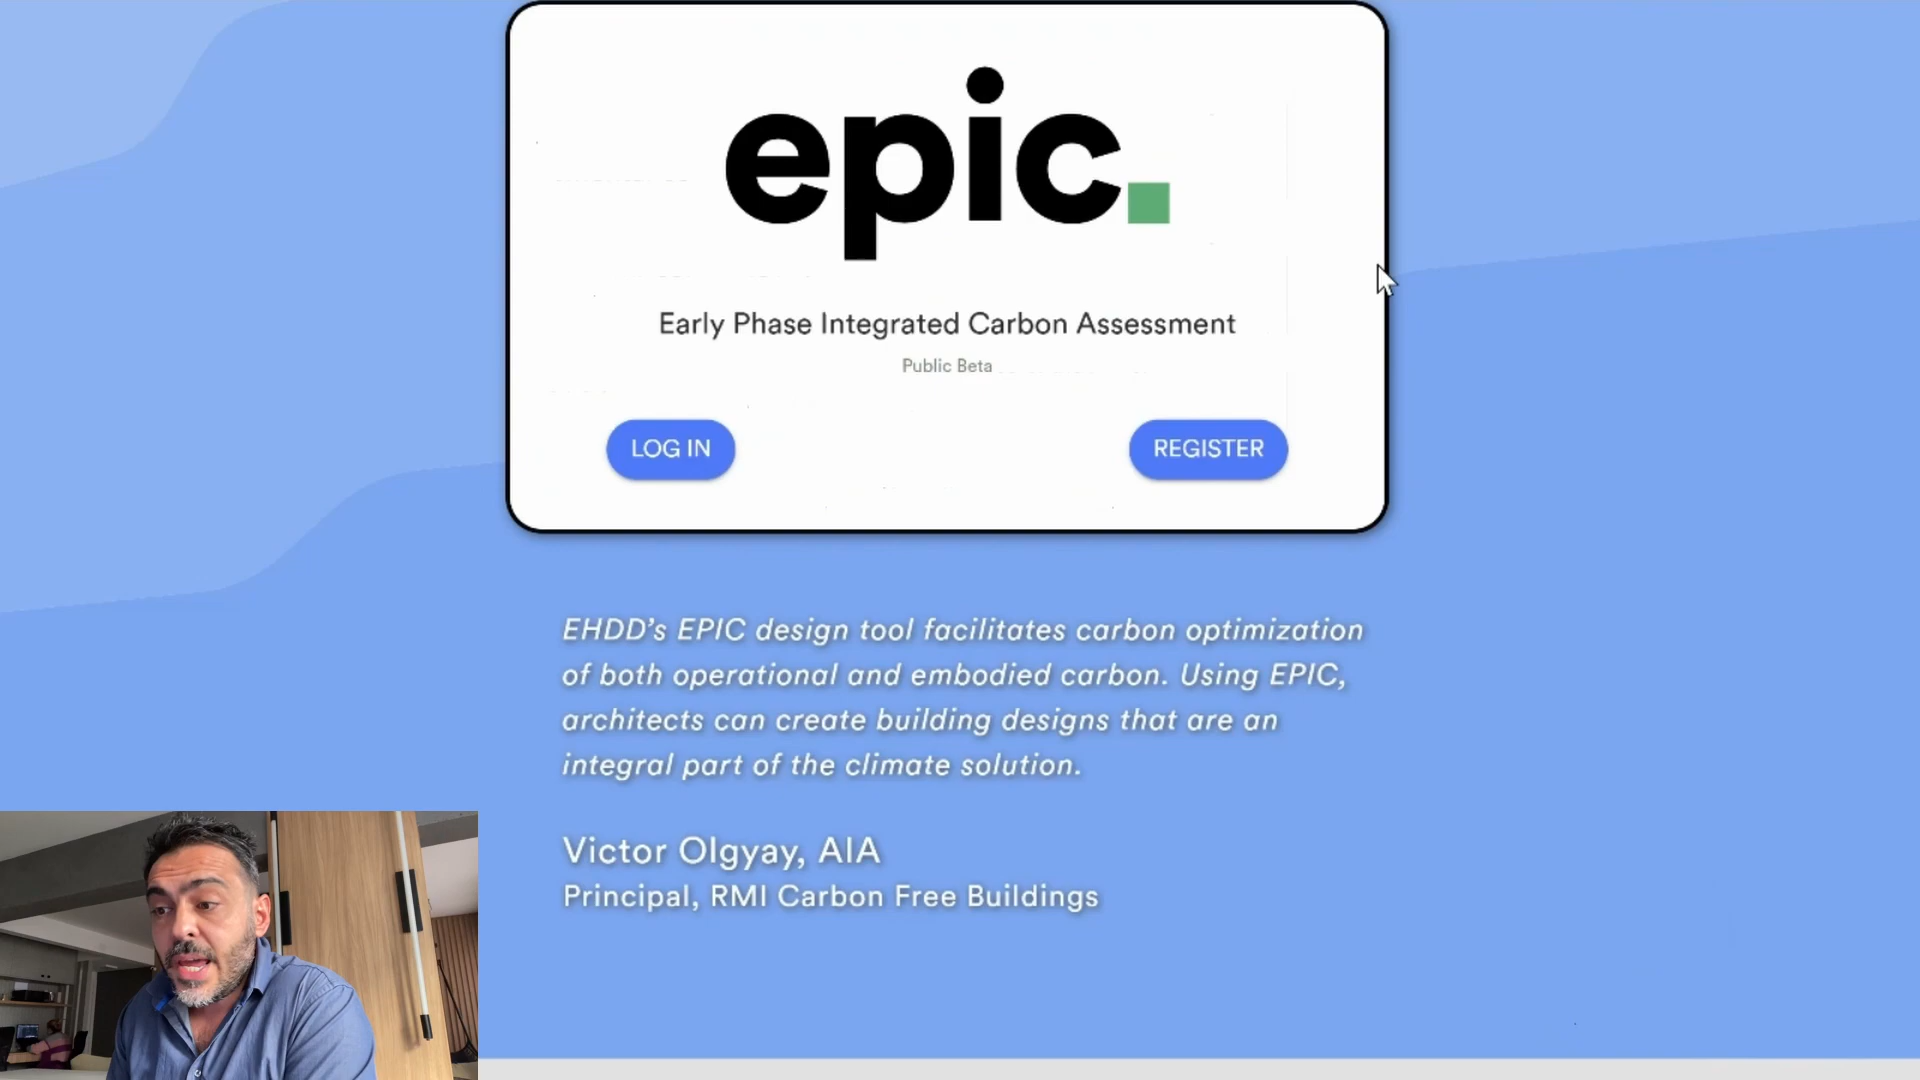 epic.
Early Phase Integrated Carbon Assessment
Public Beta
LOG IN
REGISTER
EHDD’s EPIC design tool facilitates carbon optimization
of both operational and embodied carbon. Using EPIC,
architects can create building designs that are an
integral part of the climate solution.
Victor Olgyay, AIA
Principal, RMI Carbon Free Buildings